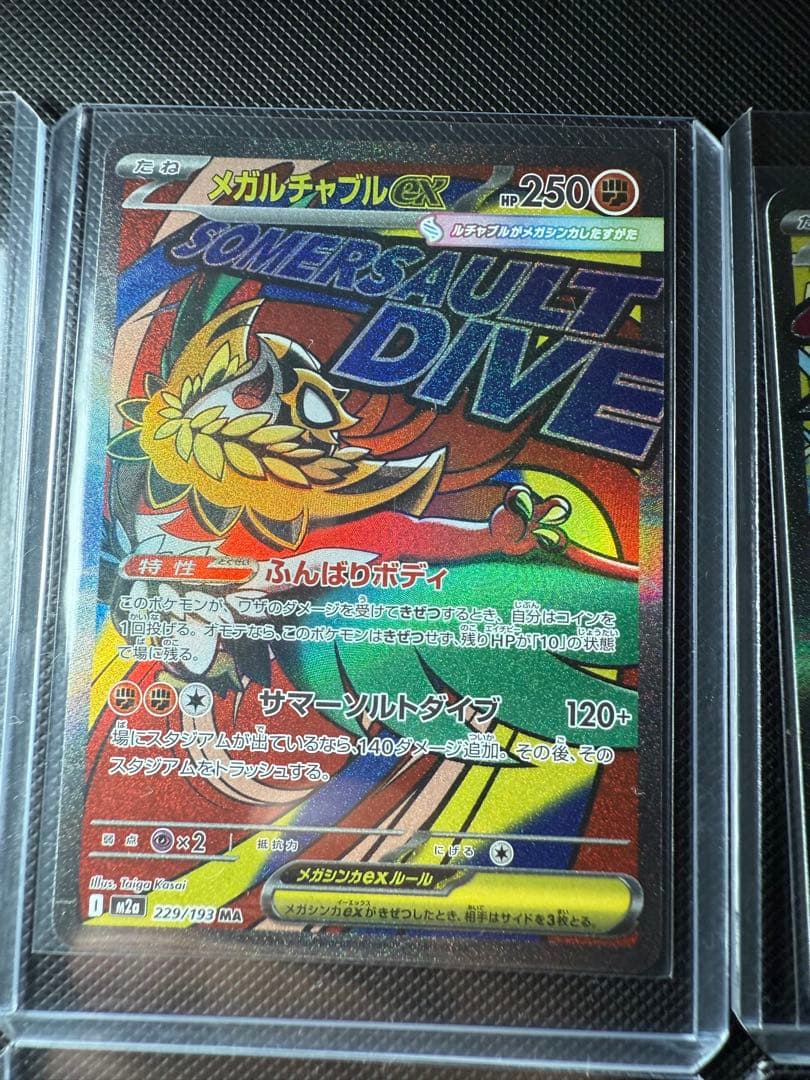 たね
メガルチャブルex HP250
ルチャブルがメガシンカしたすがた
SOMERSAULT
DIVE
特性 とくせい ふんばりボディ
このポケモンが、ワザのダメージを受けてきぜつするとき、自分はコインを
1回投げる。オモテなら、このポケモンはきぜつせず、残りHPが「10」の状態
で場に残る。
サマーソルトダイブ 120+
場にスタジアムが出ているなら、140ダメージ追加。その後、その
スタジアムをトラッシュする。
弱点 ×2 抵抗力 にげる
Illus. Taiga Kasai
メガシンカexルール
I m2a 229/193 MA
メガシンカexがきぜつしたとき、相手はサイドを3枚とる。